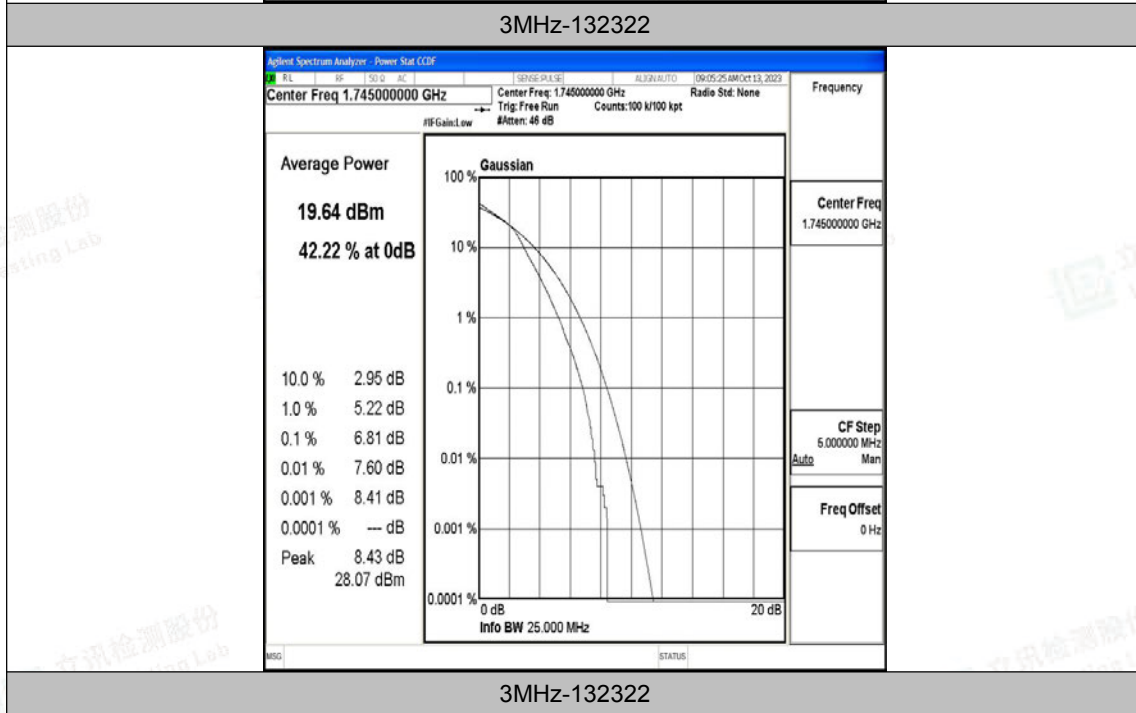 3MHz-132322
Agilent Spectrum Analyzer - Power Stat CCDF
RL RF 50 Ω AC SENSE:PULSE ALIGN AUTO 09:05:25 AM Oct 13, 2023
Center Freq 1.745000000 GHz
Center Freq: 1.745000000 GHz Radio Std: None
Trig: Free Run Counts:100 k/100 kpt
#IFGain:Low #Atten: 46 dB
Frequency
Average Power
19.64 dBm
42.22 % at 0dB
10.0 % 2.95 dB
1.0 % 5.22 dB
0.1 % 6.81 dB
0.01 % 7.60 dB
0.001 % 8.41 dB
0.0001 % --- dB
Peak 8.43 dB
28.07 dBm
Gaussian
100 %
10 %
1 %
0.1 %
0.01 %
0.001 %
0.0001 %
0 dB 20 dB
Info BW 25.000 MHz
Center Freq
1.745000000 GHz
CF Step
5.000000 MHz
Auto Man
Freq Offset
0 Hz
MSG STATUS
3MHz-132322